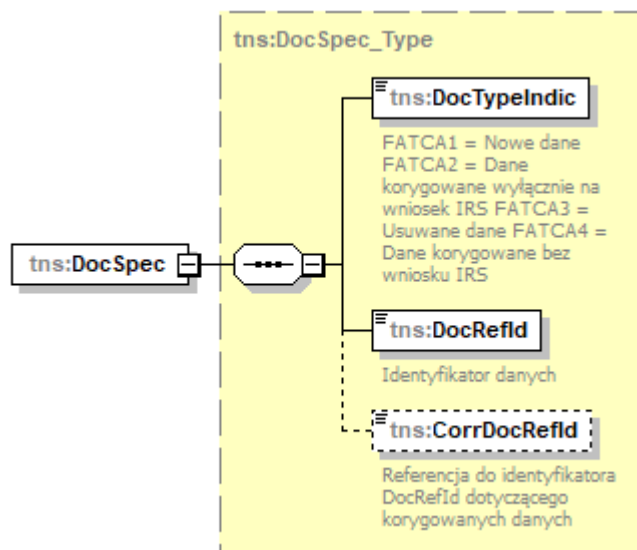 tns:DocSpec_Type
tns:DocTypeIndic
FATCA1 = Nowe dane
FATCA2 = Dane
korygowane wyłącznie na
wniosek IRS FATCA3 =
Usuwane dane FATCA4 =
Dane korygowane bez
wniosku IRS
tns:DocSpec
tns:DocRefId
Identyfikator danych
tns:CorrDocRefId
Referencja do identyfikatora
DocRefId dotyczącego
korygowanych danych